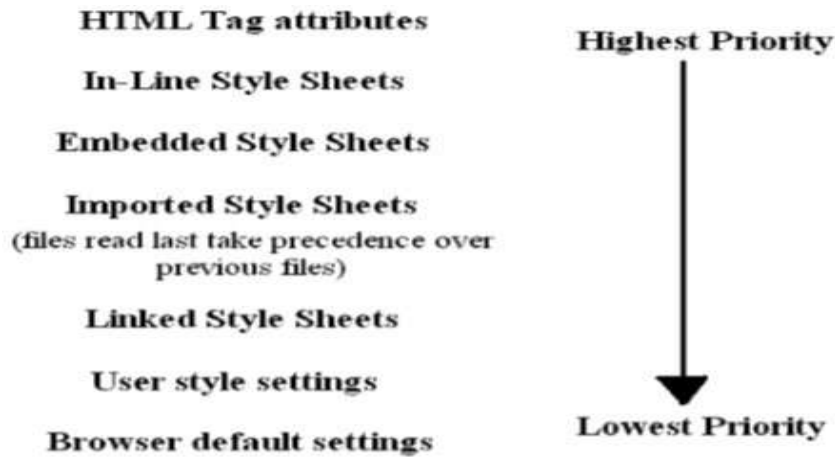 HTML Tag attributes
Highest Priority
In-Line Style Sheets
Embedded Style Sheets
Imported Style Sheets
(files read last take precedence over
previous files)
Linked Style Sheets
User style settings
Lowest Priority
Browser default settings